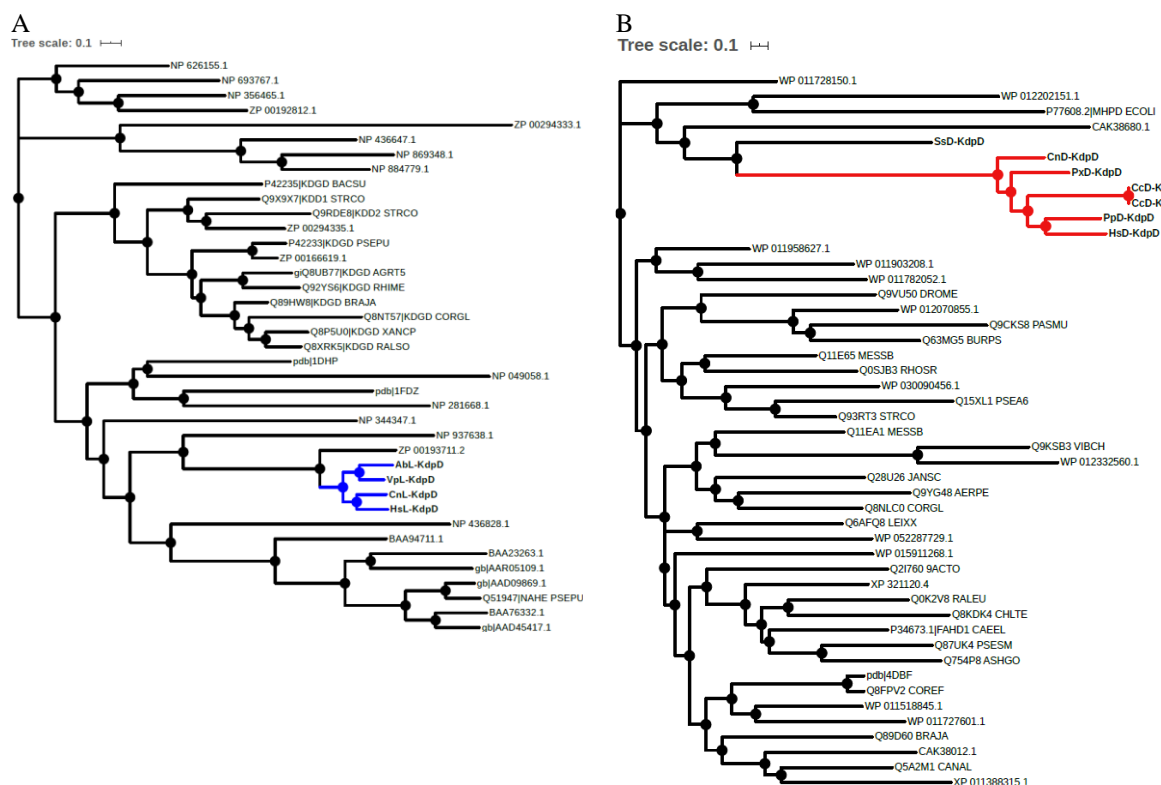 A
Tree scale: 0.1
NP 626155.1
NP 693767.1
NP 356465.1
ZP 00192812.1
ZP 00294333.1
NP 436647.1
NP 869348.1
NP 884779.1
P42235|KDGD BACSU
Q9X9X7|KDD1 STRCO
Q9RDE8|KDD2 STRCO
ZP 00294335.1
P42233|KDGD PSEPU
ZP 00166619.1
giQ8UB77|KDGD AGRT5
Q92YS6|KDGD RHIME
Q89HW8|KDGD BRAJA
Q8NT57|KDGD CORGL
Q8P5U0|KDGD XANCP
Q8XRK5|KDGD RALSO
pdb|1DHP
NP 049058.1
pdb|1FDZ
NP 281668.1
NP 344347.1
NP 937638.1
ZP 00193711.2
AbL-KdpD
VpL-KdpD
CnL-KdpD
HsL-KdpD
NP 436828.1
BAA94711.1
BAA23263.1
gb|AAR05109.1
gb|AAD09869.1
Q51947|NAHE PSEPU
BAA76332.1
gb|AAD45417.1
B
Tree scale: 0.1
WP 011728150.1
WP 012202151.1
P77608.2|MHPD ECOLI
CAK38680.1
SsD-KdpD
CnD-KdpD
PxD-KdpD
CcD-K
CcD-K
PpD-KdpD
HsD-KdpD
WP 011958627.1
WP 011903208.1
WP 011782052.1
Q9VU50 DROME
WP 012070855.1
Q9CKS8 PASMU
Q63MG5 BURPS
Q11E65 MESSB
Q0SJB3 RHOSR
WP 030090456.1
Q15XL1 PSEA6
Q93RT3 STRCO
Q11EA1 MESSB
Q9KSB3 VIBCH
WP 012332560.1
Q28U26 JANSC
Q9YG48 AERPE
Q8NLC0 CORGL
Q6AFQ8 LEIXX
WP 052287729.1
WP 015911268.1
Q2I760 9ACTO
XP 321120.4
Q0K2V8 RALEU
Q8KDK4 CHLTE
P34673.1|FAHD1 CAEEL
Q87UK4 PSESM
Q754P8 ASHGO
pdb|4DBF
Q8FPV2 COREF
WP 011518845.1
WP 011727601.1
Q89D60 BRAJA
CAK38012.1
Q5A2M1 CANAL
XP 011388315.1